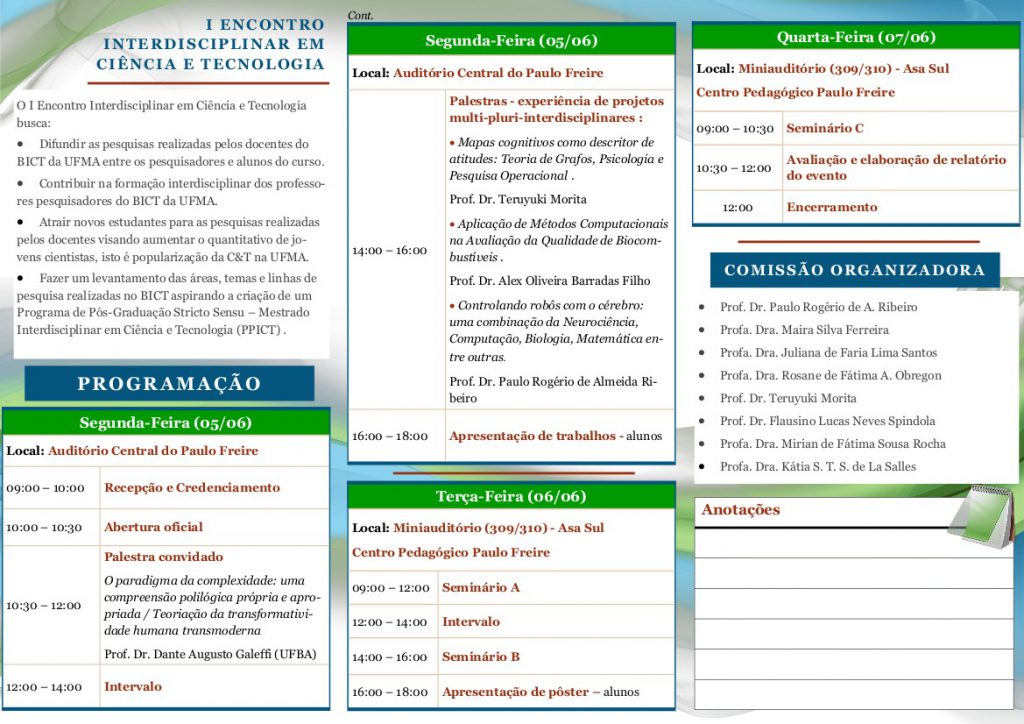 I ENCONTRO
INTERDISCIPLINAR EM
CIÊNCIA E TECNOLOGIA
O I Encontro Interdisciplinar em Ciência e Tecnologia
busca:
• Difundir as pesquisas realizadas pelos docentes do
BICT da UFMA entre os pesquisadores e alunos do curso.
• Contribuir na formação interdisciplinar dos professo-
res pesquisadores do BICT da UFMA.
• Atrair novos estudantes para as pesquisas realizadas
pelos docentes visando aumentar o quantitativo de jo-
vens cientistas, isto é popularização da C&T na UFMA.
• Fazer um levantamento das áreas, temas e linhas de
pesquisa realizadas no BICT aspirando a criação de um
Programa de Pós-Graduação Stricto Sensu – Mestrado
Interdisciplinar em Ciência e Tecnologia (PPICT) .
PROGRAMAÇÃO
Segunda-Feira (05/06)
Local: Auditório Central do Paulo Freire
09:00 – 10:00 Recepção e Credenciamento
10:00 – 10:30 Abertura oficial
Palestra convidado
O paradigma da complexidade: uma
compreensão polilógica própria e apro-
10:30 – 12:00 priada / Teoriação da transformativi-
dade humana transmoderna
Prof. Dr. Dante Augusto Galeffi (UFBA)
12:00 – 14:00 Intervalo
Cont.
Segunda-Feira (05/06)
Local: Auditório Central do Paulo Freire
Palestras - experiência de projetos
multi-pluri-interdisciplinares :
• Mapas cognitivos como descritor de
atitudes: Teoria de Grafos, Psicologia e
Pesquisa Operacional .
Prof. Dr. Teruyuki Morita
• Aplicação de Métodos Computacionais
na Avaliação da Qualidade de Biocom-
14:00 – 16:00 bustíveis .
Prof. Dr. Alex Oliveira Barradas Filho
• Controlando robôs com o cérebro:
uma combinação da Neurociência,
Computação, Biologia, Matemática en-
tre outras.
Prof. Dr. Paulo Rogério de Almeida Ri-
beiro
16:00 – 18:00 Apresentação de trabalhos - alunos
Terça-Feira (06/06)
Local: Miniauditório (309/310) - Asa Sul
Centro Pedagógico Paulo Freire
09:00 – 12:00 Seminário A
12:00 – 14:00 Intervalo
14:00 – 16:00 Seminário B
16:00 – 18:00 Apresentação de pôster – alunos
Quarta-Feira (07/06)
Local: Miniauditório (309/310) - Asa Sul
Centro Pedagógico Paulo Freire
09:00 – 10:30 Seminário C
10:30 – 12:00 Avaliação e elaboração de relatório
do evento
12:00 Encerramento
COMISSÃO ORGANIZADORA
• Prof. Dr. Paulo Rogério de A. Ribeiro
• Profa. Dra. Maira Silva Ferreira
• Profa. Dra. Juliana de Faria Lima Santos
• Profa. Dra. Rosane de Fátima A. Obregon
• Prof. Dr. Teruyuki Morita
• Prof. Dr. Flausino Lucas Neves Spindola
• Profa. Dra. Mirian de Fátima Sousa Rocha
• Profa. Dra. Kátia S. T. S. de La Salles
Anotações